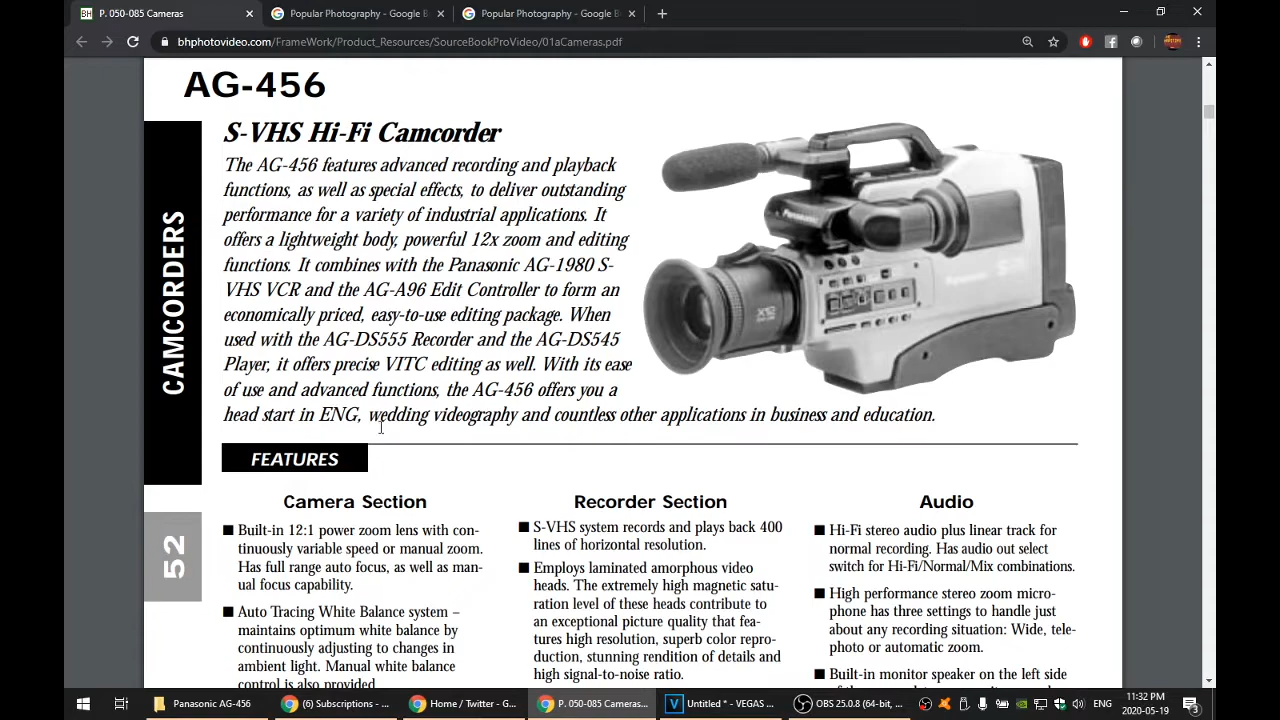 P. 050-085 Cameras
Popular Photography - Google B
Popular Photography - Google B
bhphotovideo.com/FrameWork/Product_Resources/SourceBookProVideo/01aCameras.pdf
AG-456
CAMCORDERS
52
S-VHS Hi-Fi Camcorder
The AG-456 features advanced recording and playback
functions, as well as special effects, to deliver outstanding
performance for a variety of industrial applications. It
offers a lightweight body, powerful 12x zoom and editing
functions. It combines with the Panasonic AG-1980 S-
VHS VCR and the AG-A96 Edit Controller to form an
economically priced, easy-to-use editing package. When
used with the AG-DS555 Recorder and the AG-DS545
Player, it offers precise VITC editing as well. With its ease
of use and advanced functions, the AG-456 offers you a
head start in ENG, wedding videography and countless other applications in business and education.
Panasonic
X12
FEATURES
Camera Section
■ Built-in 12:1 power zoom lens with con-
tinuously variable speed or manual zoom.
Has full range auto focus, as well as man-
ual focus capability.
■ Auto Tracing White Balance system –
maintains optimum white balance by
continuously adjusting to changes in
ambient light. Manual white balance
control is also provided
Recorder Section
■ S-VHS system records and plays back 400
lines of horizontal resolution.
■ Employs laminated amorphous video
heads. The extremely high magnetic satu-
ration level of these heads contribute to
an exceptional picture quality that fea-
tures high resolution, superb color repro-
duction, stunning rendition of details and
high signal-to-noise ratio.
Audio
■ Hi-Fi stereo audio plus linear track for
normal recording. Has audio out select
switch for Hi-Fi/Normal/Mix combinations.
■ High performance stereo zoom micro-
phone has three settings to handle just
about any recording situation: Wide, tele-
photo or automatic zoom.
■ Built-in monitor speaker on the left side
Panasonic AG-456
(6) Subscriptions - ...
Home / Twitter - G...
P. 050-085 Cameras...
Untitled * - VEGAS ...
OBS 25.0.8 (64-bit, ...
ENG
11:32 PM
2020-05-19
3